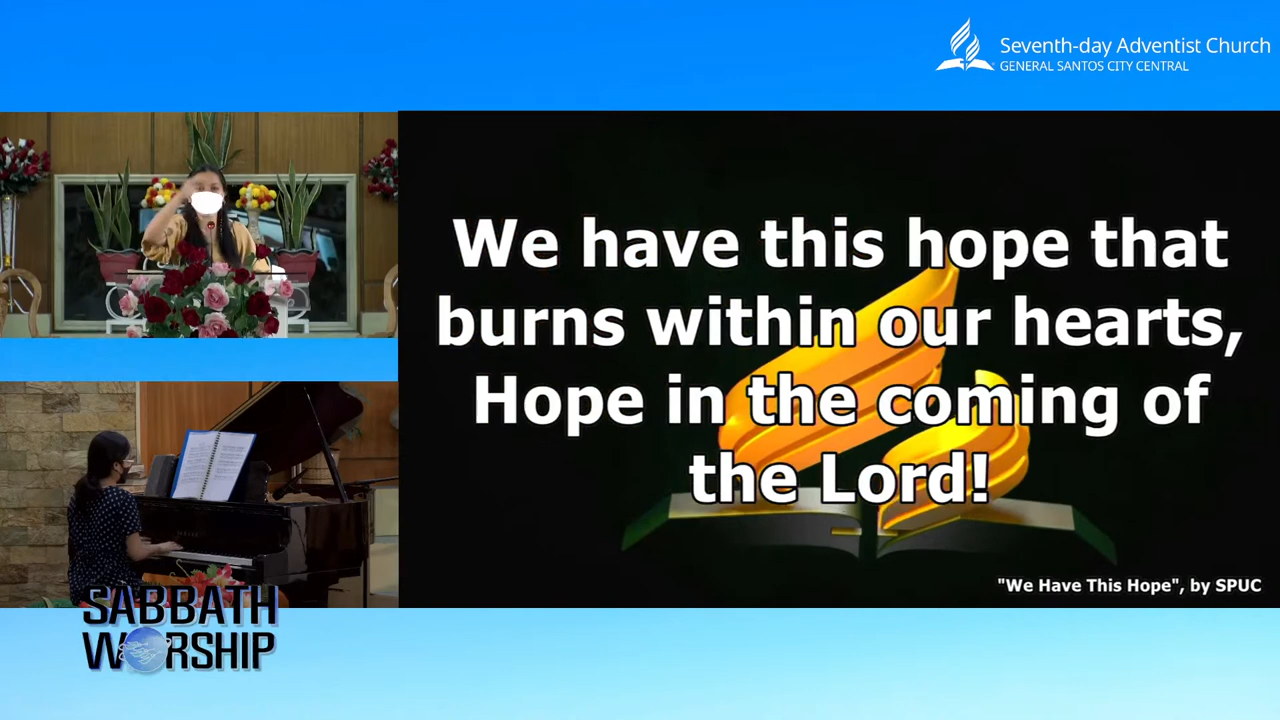 Seventh-day Adventist Church
GENERAL SANTOS CITY CENTRAL
We have this hope that
burns within our hearts,
Hope in the coming of
the Lord!
"We Have This Hope", by SPUC
SABBATH
WORSHIP